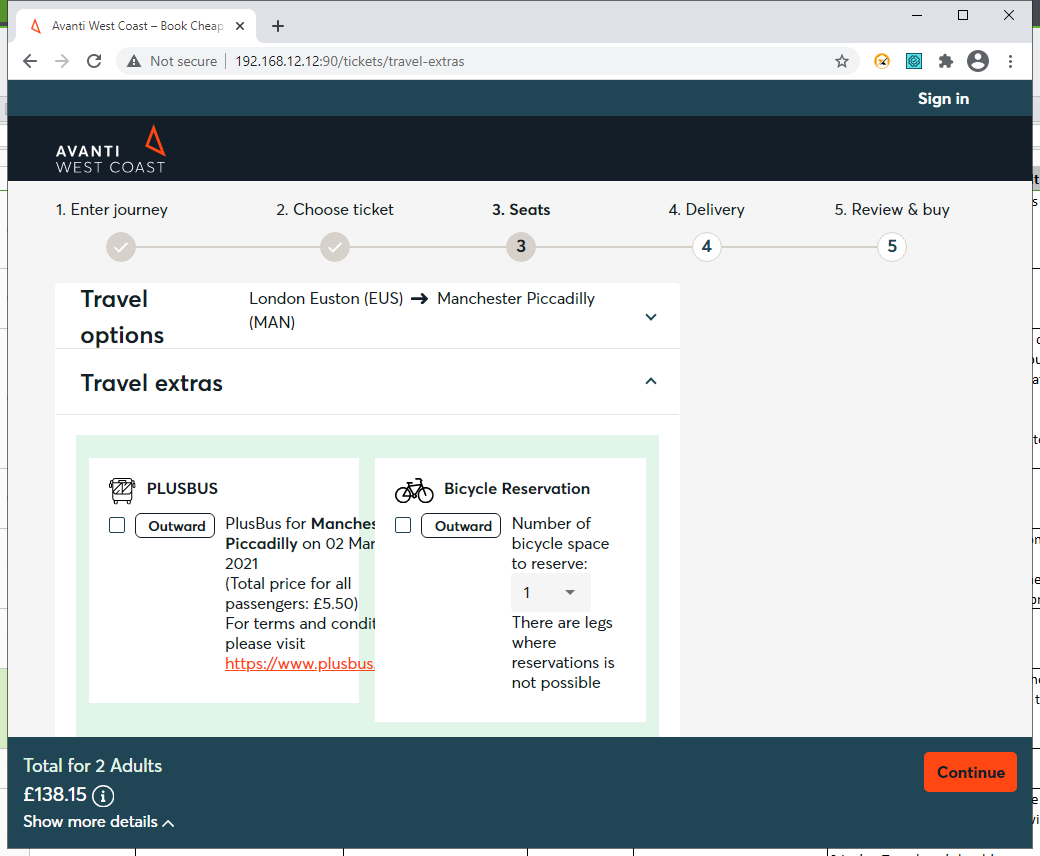 Avanti West Coast – Book Cheap
Not secure 192.168.12.12:90/tickets/travel-extras
Sign in
AVANTI
WEST COAST
1. Enter journey 2. Choose ticket 3. Seats 4. Delivery 5. Review & buy
3 4 5
Travel options
London Euston (EUS) → Manchester Piccadilly
(MAN)
Travel extras
PLUSBUS
Outward
PlusBus for Manches
Piccadilly on 02 Mar
2021
(Total price for all
passengers: £5.50)
For terms and condit
please visit
https://www.plusbus.
Bicycle Reservation
Outward
Number of
bicycle space
to reserve:
1
There are legs
where
reservations is
not possible
Total for 2 Adults
£138.15
Show more details
Continue